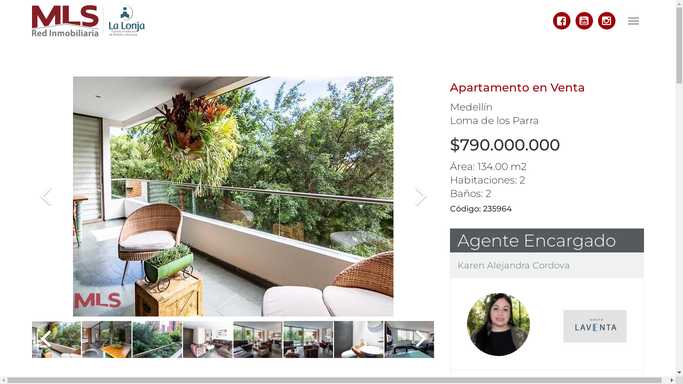 MLS
Red Inmobiliaria
La Lonja
Apartamento en Venta
Medellín
Loma de los Parra
$790.000.000
Área: 134.00 m2
Habitaciones: 2
Baños: 2
Código: 235964
Agente Encargado
Karen Alejandra Cordova
MLS
LAVENTA